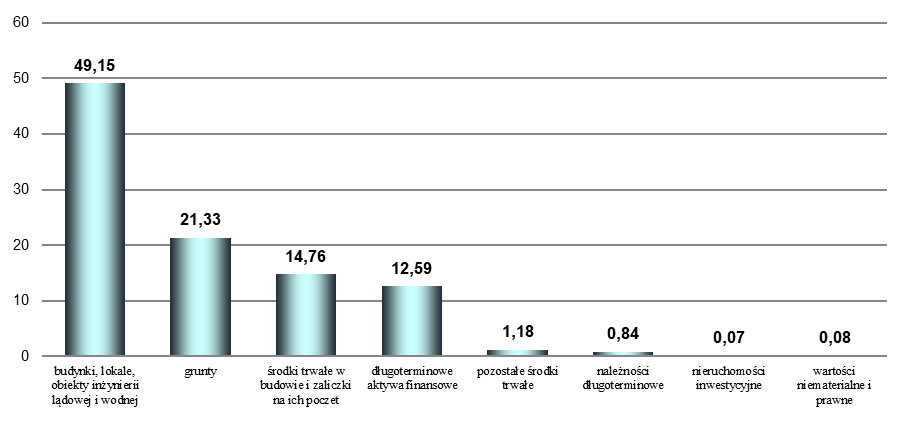 60
50
40
30
20
10
0
49,15
21,33
14,76
12,59
1,18
0,84
0,07
0,08
budynki, lokale,
obiekty inżynierii
lądowej i wodnej
grunty
środki trwałe w
budowie i zaliczki
na ich poczet
długoterminowe
aktywa finansowe
pozostałe środki
trwałe
należności
długoterminowe
nieruchomości
inwestycyjne
wartości
niematerialne i
prawne